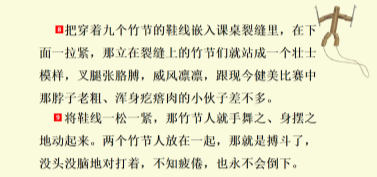 8把穿着九个竹节的鞋线嵌入课桌裂缝里，在下
面一拉紧，那立在裂缝上的竹节们就站成一个壮士
模样，叉腿张胳膊，威风凛凛，跟现今健美比赛中
那脖子老粗、浑身疙瘩肉的小伙子差不多。
9将鞋线一松一紧，那竹节人就手舞之、身摆之
地动起来。两个竹节人放在一起，那就是搏斗了，
没头没脑地对打着，不知疲倦，也永不会倒下。